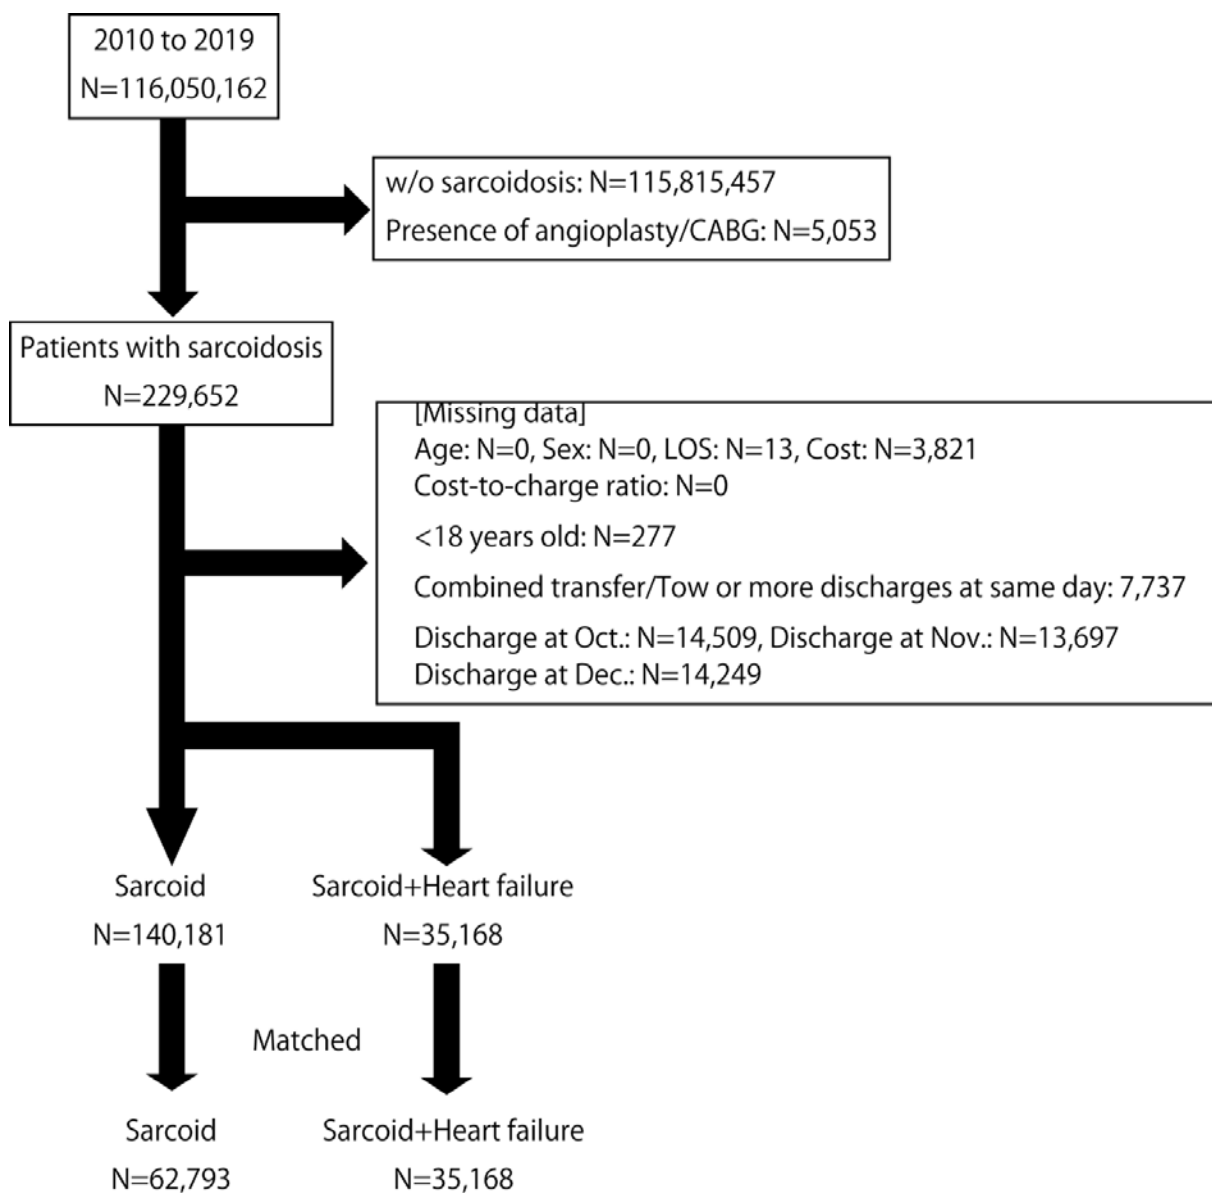 2010 to 2019
N=116,050,162
w/o sarcoidosis: N=115,815,457
Presence of angioplasty/CABG: N=5,053
Patients with sarcoidosis
N=229,652
[Missing data]
Age: N=0, Sex: N=0, LOS: N=13, Cost: N=3,821
Cost-to-charge ratio: N=0
<18 years old: N=277
Combined transfer/Tow or more discharges at same day: 7,737
Discharge at Oct.: N=14,509, Discharge at Nov.: N=13,697
Discharge at Dec.: N=14,249
Sarcoid
N=140,181
Sarcoid+Heart failure
N=35,168
Matched
Sarcoid
N=62,793
Sarcoid+Heart failure
N=35,168